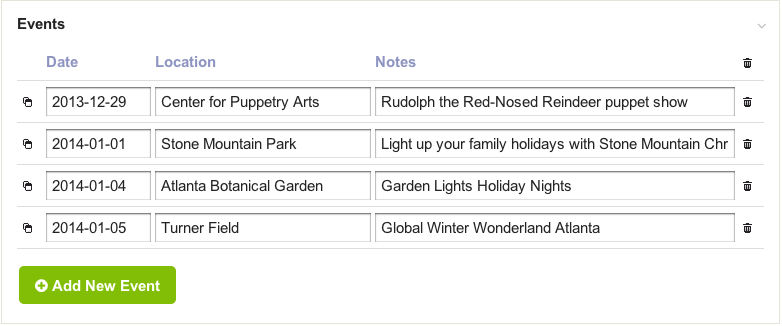 Events
Date Location Notes
2013-12-29 Center for Puppetry Arts Rudolph the Red-Nosed Reindeer puppet show
2014-01-01 Stone Mountain Park Light up your family holidays with Stone Mountain Chr
2014-01-04 Atlanta Botanical Garden Garden Lights Holiday Nights
2014-01-05 Turner Field Global Winter Wonderland Atlanta
Add New Event